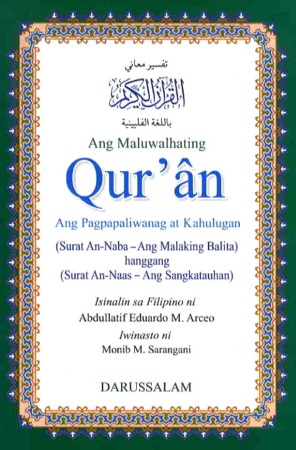 تفسير معاني
القرآن الكريم
باللغة الفلبينية
Ang Maluwalhating
Qur'ân
Ang Pagpapaliwanag at Kahulugan
(Surat An-Naba – Ang Malaking Balita)
hanggang
(Surat An-Naas – Ang Sangkatauhan)
Isinalin sa Filipino ni
Abdullatif Eduardo M. Arceo
Iwinasto ni
Monib M. Sarangani
DARUSSALAM